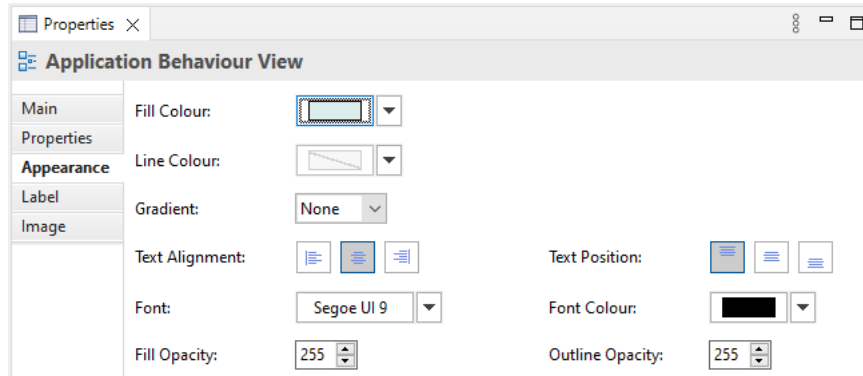 Properties
Application Behaviour View
Main
Properties
Appearance
Label
Image
Fill Colour:
Line Colour:
Gradient: None
Text Alignment: Text Position:
Font: Segoe UI 9 Font Colour:
Fill Opacity: 255 Outline Opacity: 255